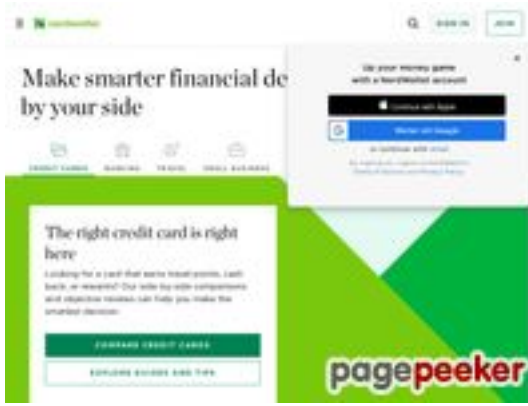 nerdwallet
SIGN IN
JOIN
Make smarter financial de
by your side
CREDIT CARDS
BANKING
TRAVEL
SMALL BUSINESS
Up your money game
with a NerdWallet account
Continue with Apple
Google
or continue with email
The right credit card is right
here
Looking for a card that earns travel points, cash
back, or rewards? Our side-by-side comparisons
and objective reviews can help you make the
smartest decision.
COMPARE CREDIT CARDS
EXPLORE GUIDES AND TIPS
pagepeeker